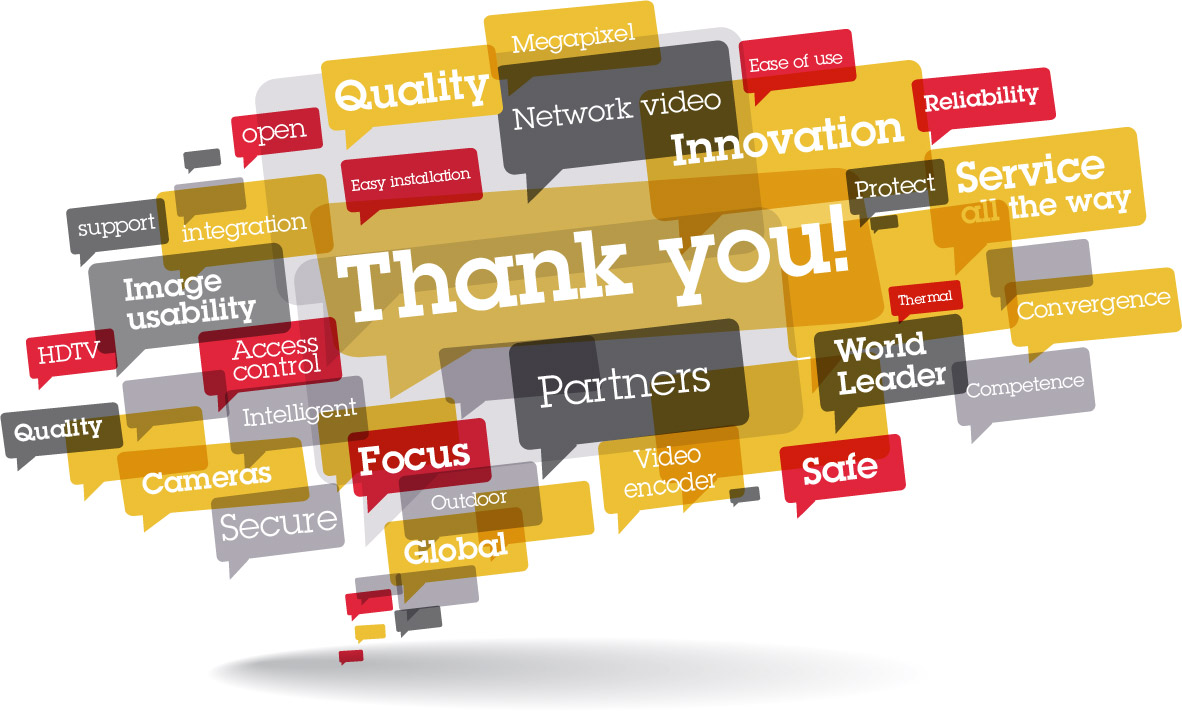 Megapixel
Quality
Network video
Ease of use
Innovation
Reliability
open
Easy installation
Protect
Service
all the way
support
integration
Thank you!
Image
usability
Thermal
Convergence
HDTV
Access
control
World
Leader
Partners
Competence
Intelligent
Quality
Focus
Cameras
Video
encoder
Safe
Outdoor
Secure
Global